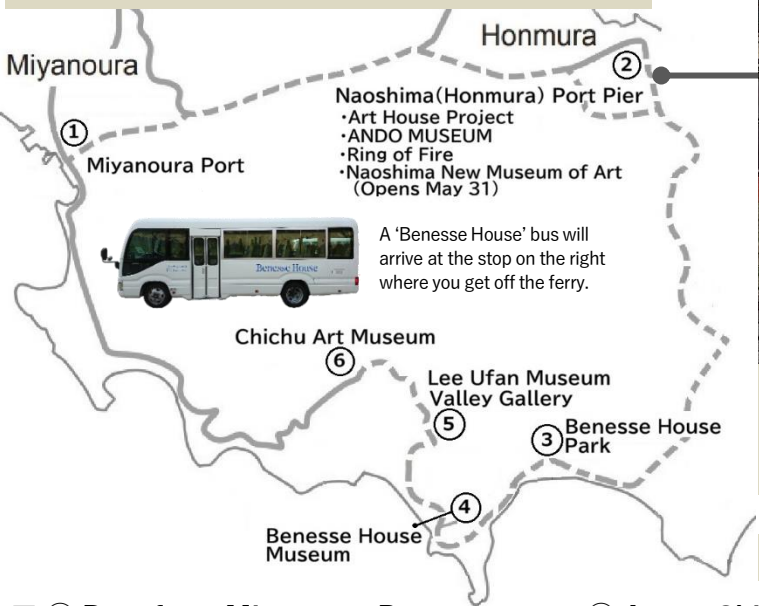 Honmura
Miyanoura
②
Naoshima(Honmura) Port Pier
・Art House Project
・ANDO MUSEUM
・Ring of Fire
・Naoshima New Museum of Art
(Opens May 31)
①
Miyanoura Port
A ‘Benesse House’ bus will
arrive at the stop on the right
where you get off the ferry.
Benesse House
Chichu Art Museum
⑥
Lee Ufan Museum
Valley Gallery
⑤
③ Benesse House
Park
④
Benesse House
Museum